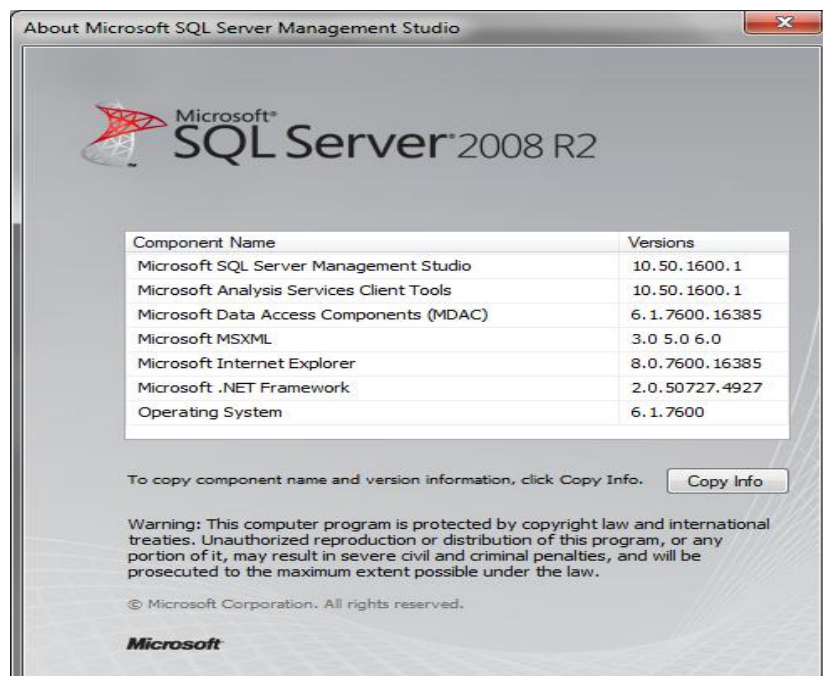 About Microsoft SQL Server Management Studio
Microsoft®
SQL Server® 2008 R2
Component Name Versions
Microsoft SQL Server Management Studio 10.50.1600.1
Microsoft Analysis Services Client Tools 10.50.1600.1
Microsoft Data Access Components (MDAC) 6.1.7600.16385
Microsoft MSXML 3.0 5.0 6.0
Microsoft Internet Explorer 8.0.7600.16385
Microsoft .NET Framework 2.0.50727.4927
Operating System 6.1.7600
To copy component name and version information, click Copy Info. Copy Info
Warning: This computer program is protected by copyright law and international
treaties. Unauthorized reproduction or distribution of this program, or any
portion of it, may result in severe civil and criminal penalties, and will be
prosecuted to the maximum extent possible under the law.
© Microsoft Corporation. All rights reserved.
Microsoft